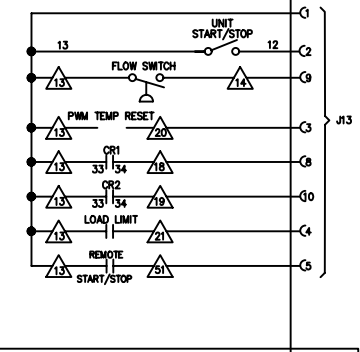 1
UNIT
START/STOP
13 12 2
FLOW SWITCH
13 14 9
J13
PWM TEMP RESET
13 20 3
CR1
13 33 34 18 8
CR2
13 33 34 19 10
LOAD LIMIT
13 21 4
REMOTE
13 51 5
START/STOP